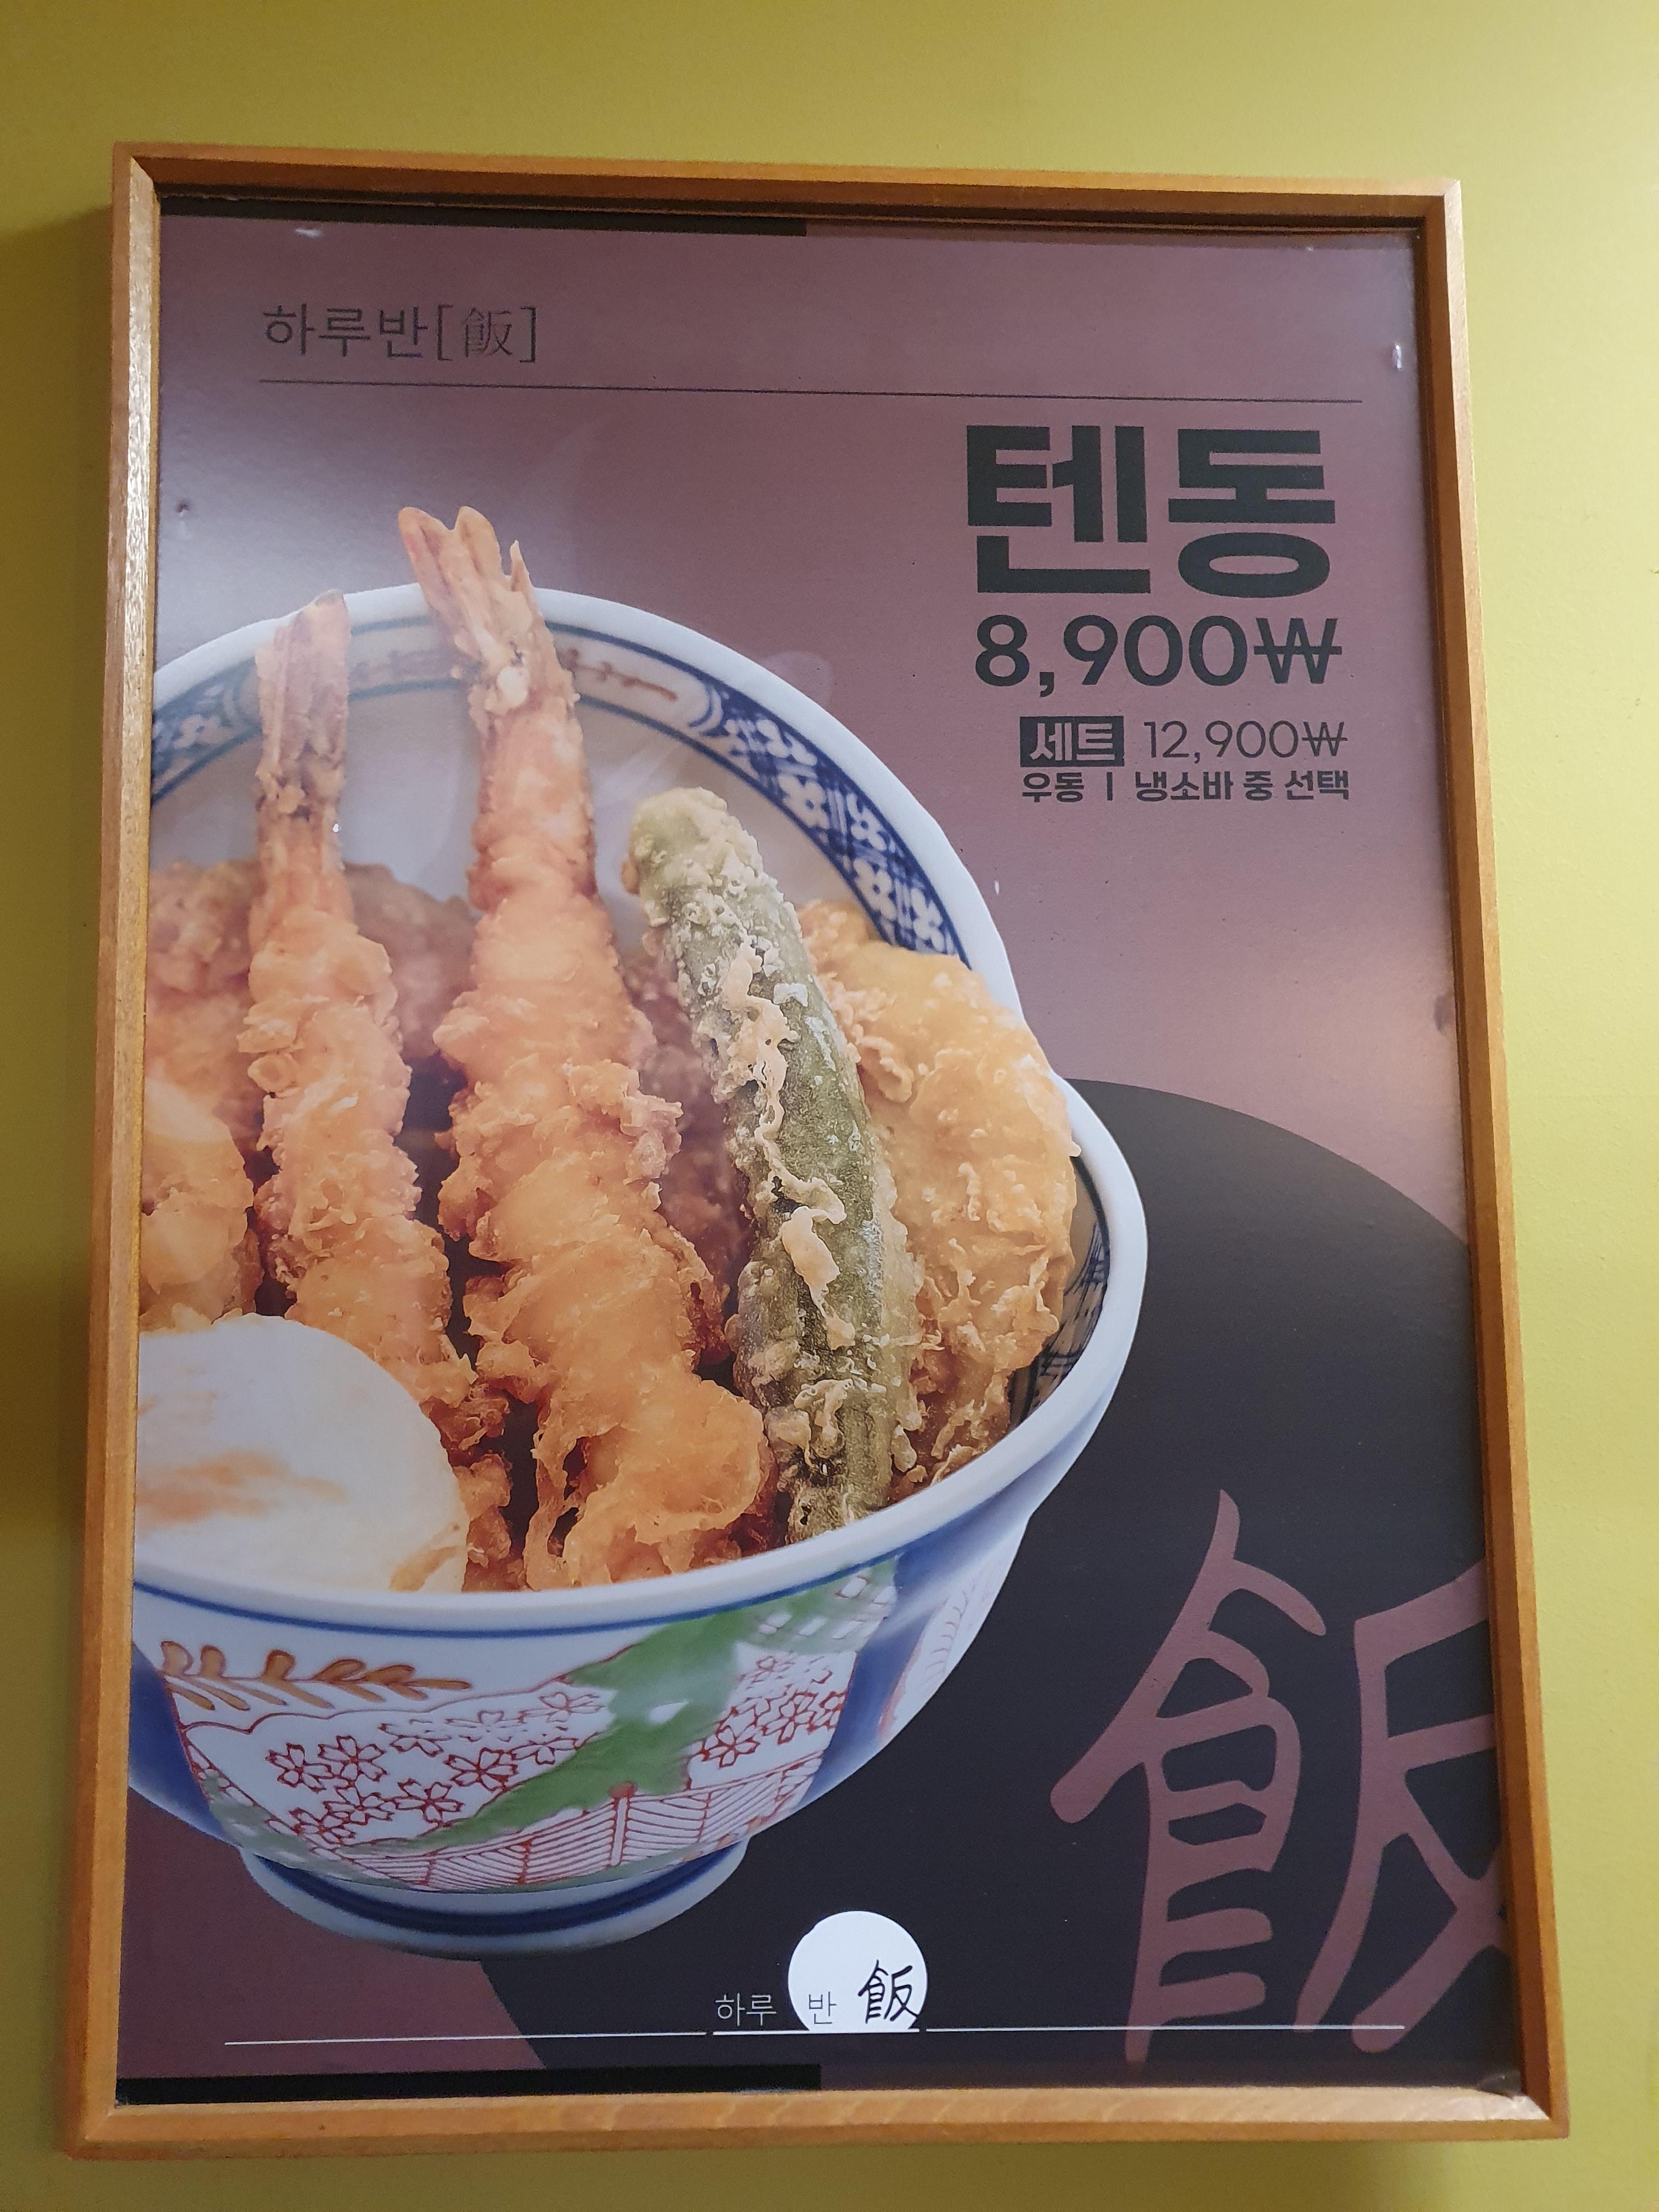 하루반[飯]
텐동
8,900₩
세트 12,900₩
우동 | 냉소바 중 선택
飯
하루 반 飯